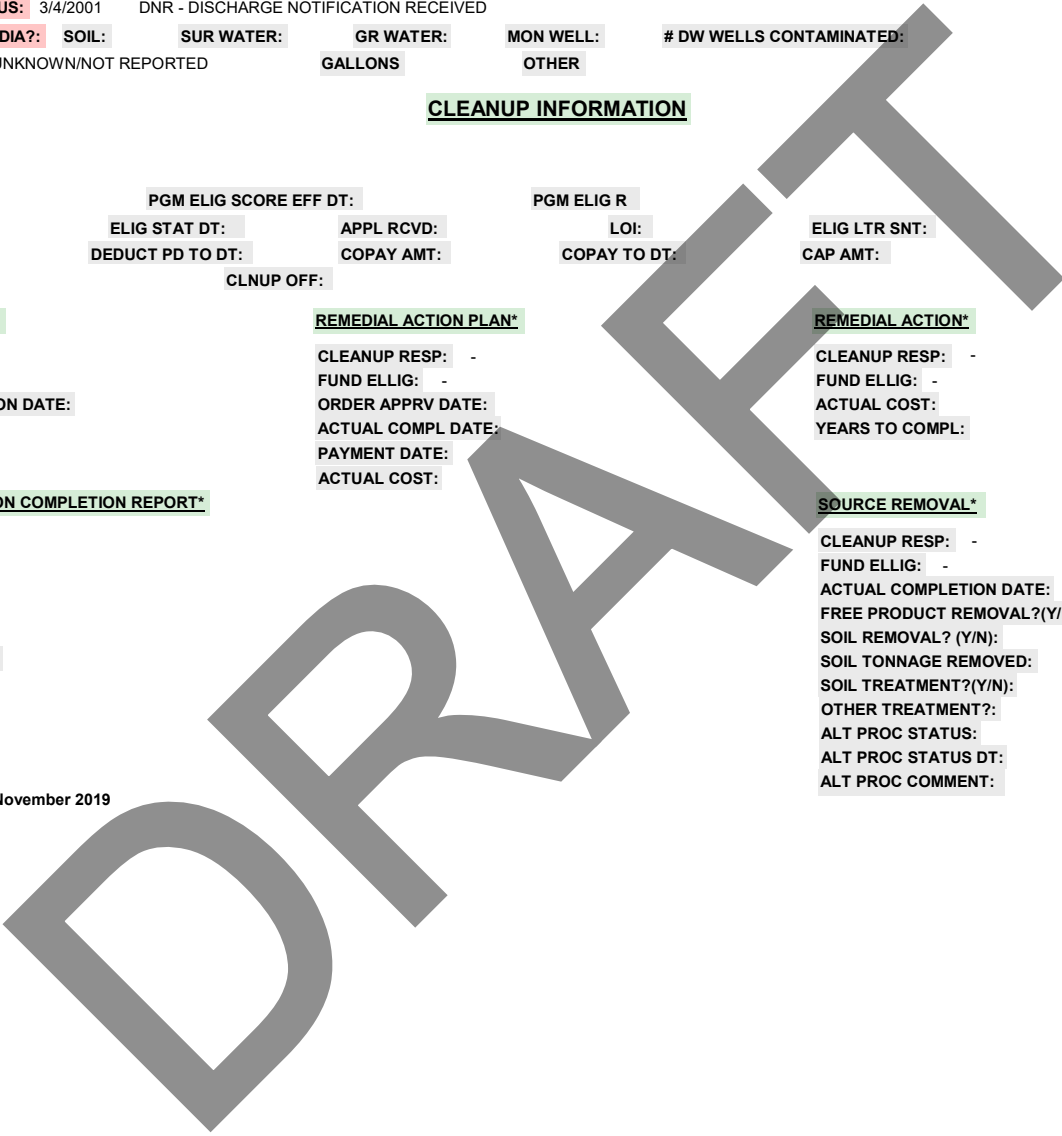 US: 3/4/2001 DNR - DISCHARGE NOTIFICATION RECEIVED
DIA?: SOIL: SUR WATER: GR WATER: MON WELL: # DW WELLS CONTAMINATED:
UNKNOWN/NOT REPORTED GALLONS OTHER
CLEANUP INFORMATION
PGM ELIG SCORE EFF DT: PGM ELIG R
ELIG STAT DT: APPL RCVD: LOI: ELIG LTR SNT:
DEDUCT PD TO DT: COPAY AMT: COPAY TO DT: CAP AMT:
CLNUP OFF:
REMEDIAL ACTION PLAN* REMEDIAL ACTION*
CLEANUP RESP: - CLEANUP RESP: -
FUND ELLIG: - FUND ELLIG: -
ON DATE: ORDER APPRV DATE: ACTUAL COST:
ACTUAL COMPL DATE: YEARS TO COMPL:
PAYMENT DATE:
ACTUAL COST:
ON COMPLETION REPORT* SOURCE REMOVAL*
CLEANUP RESP: -
FUND ELLIG: -
ACTUAL COMPLETION DATE:
FREE PRODUCT REMOVAL?(Y/
SOIL REMOVAL? (Y/N):
SOIL TONNAGE REMOVED:
SOIL TREATMENT?(Y/N):
OTHER TREATMENT?:
ALT PROC STATUS:
ALT PROC STATUS DT:
ALT PROC COMMENT:
November 2019
DRAFT